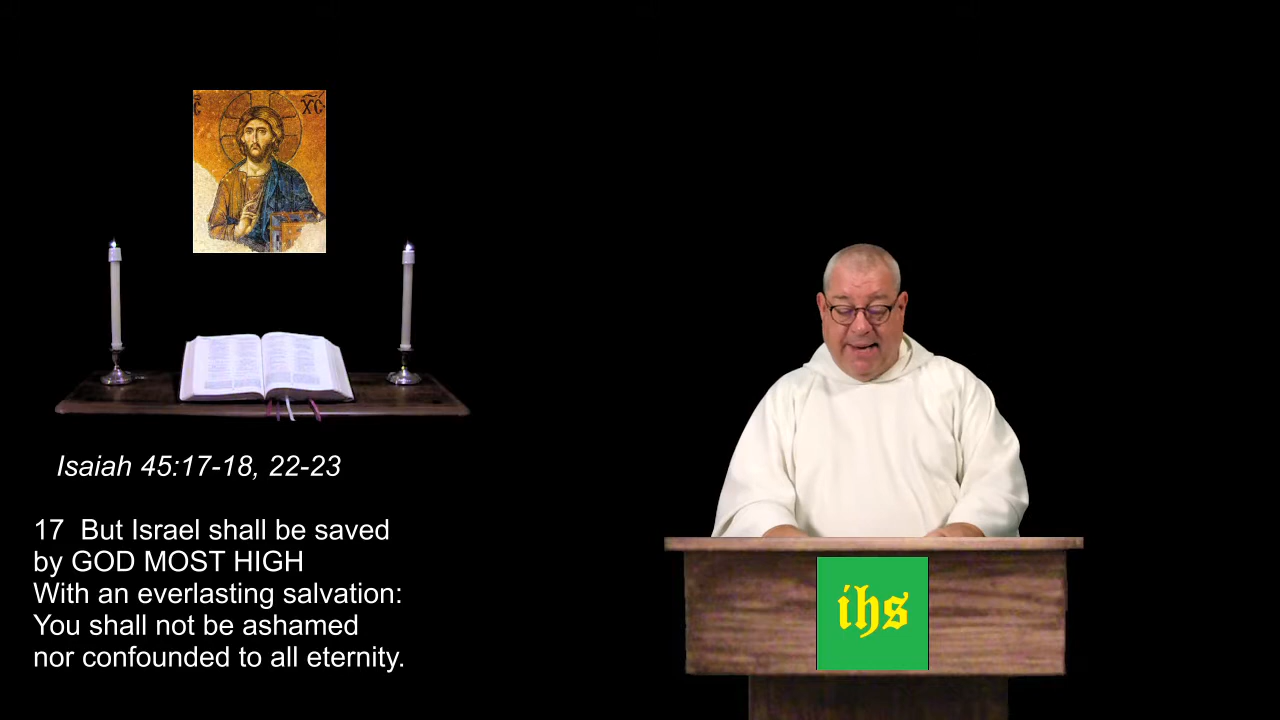 C
XC
Isaiah 45:17-18, 22-23
17 But Israel shall be saved
by GOD MOST HIGH
With an everlasting salvation:
You shall not be ashamed
nor confounded to all eternity.
ihs